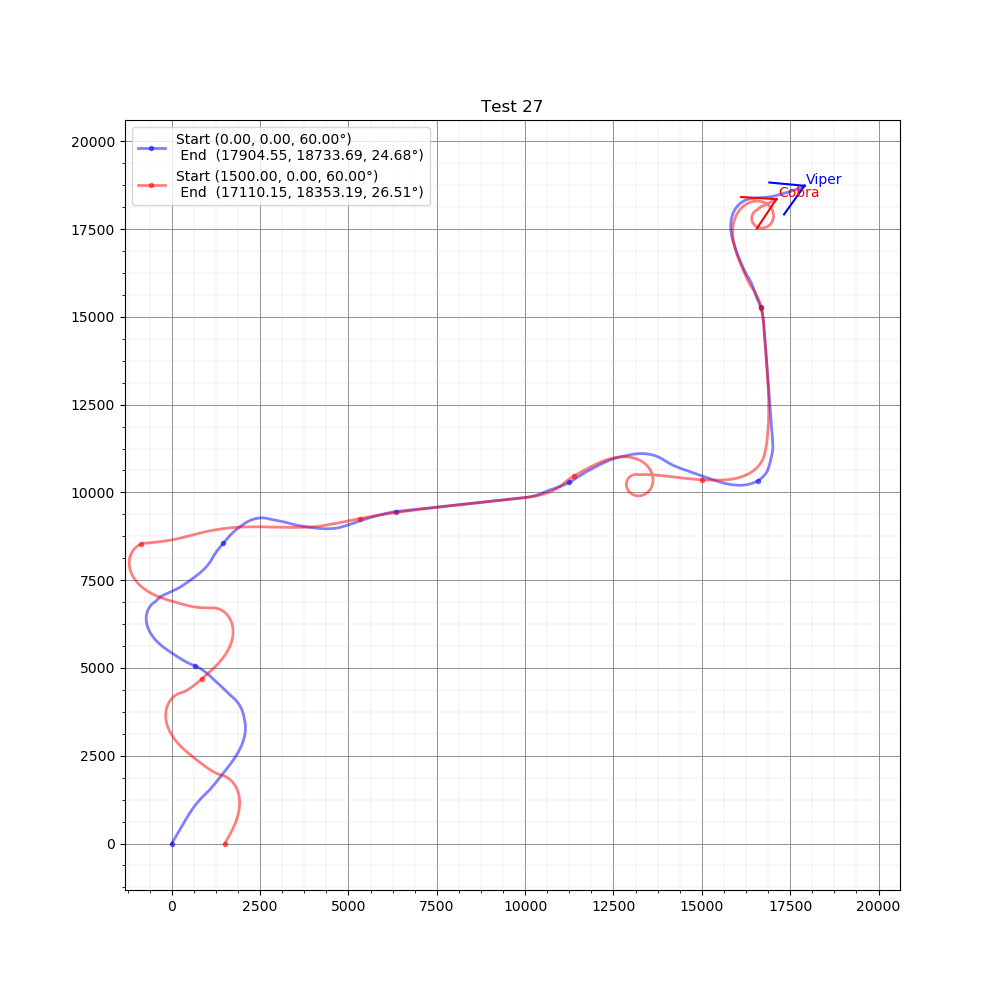 Test 27
Start (0.00, 0.00, 60.00°)
End (17904.55, 18733.69, 24.68°)
Start (1500.00, 0.00, 60.00°)
End (17110.15, 18353.19, 26.51°)
Viper
Cobra
20000
17500
15000
12500
10000
7500
5000
2500
0
0 2500 5000 7500 10000 12500 15000 17500 20000